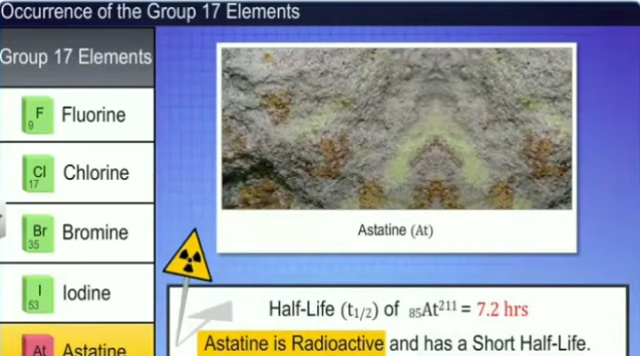 Occurrence of the Group 17 Elements
Group 17 Elements
F
9
Fluorine
Cl
17
Chlorine
Br
35
Bromine
I
53
Iodine
At
Astatine
Astatine (At)
Half-Life (t₁/₂) of ₈₅At²¹¹ = 7.2 hrs
Astatine is Radioactive and has a Short Half-Life.